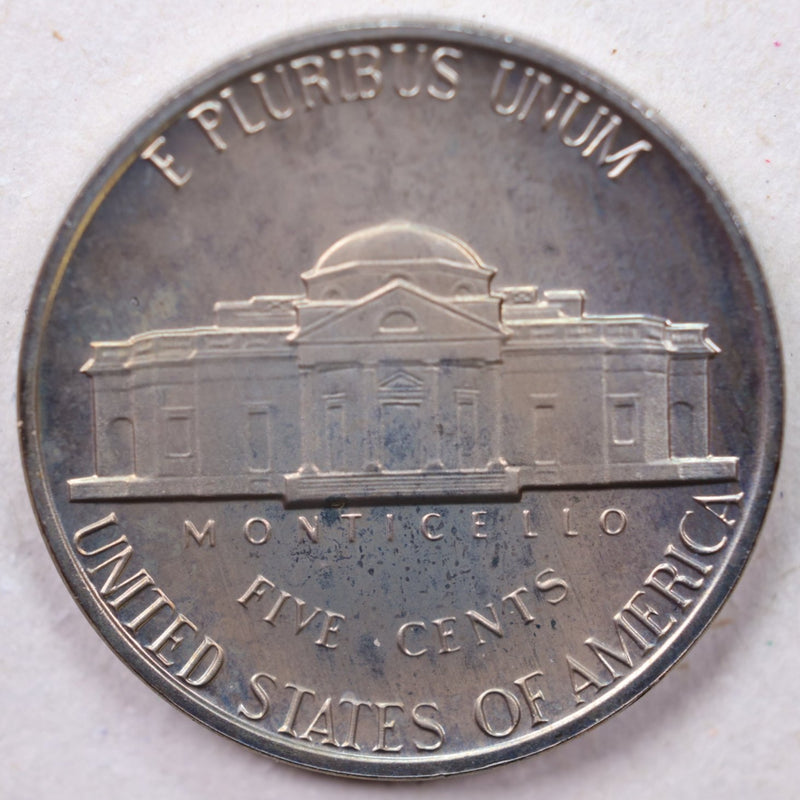 E PLURIBUS UNUM
MONTICELLO
FIVE CENTS
UNITED STATES OF AMERICA